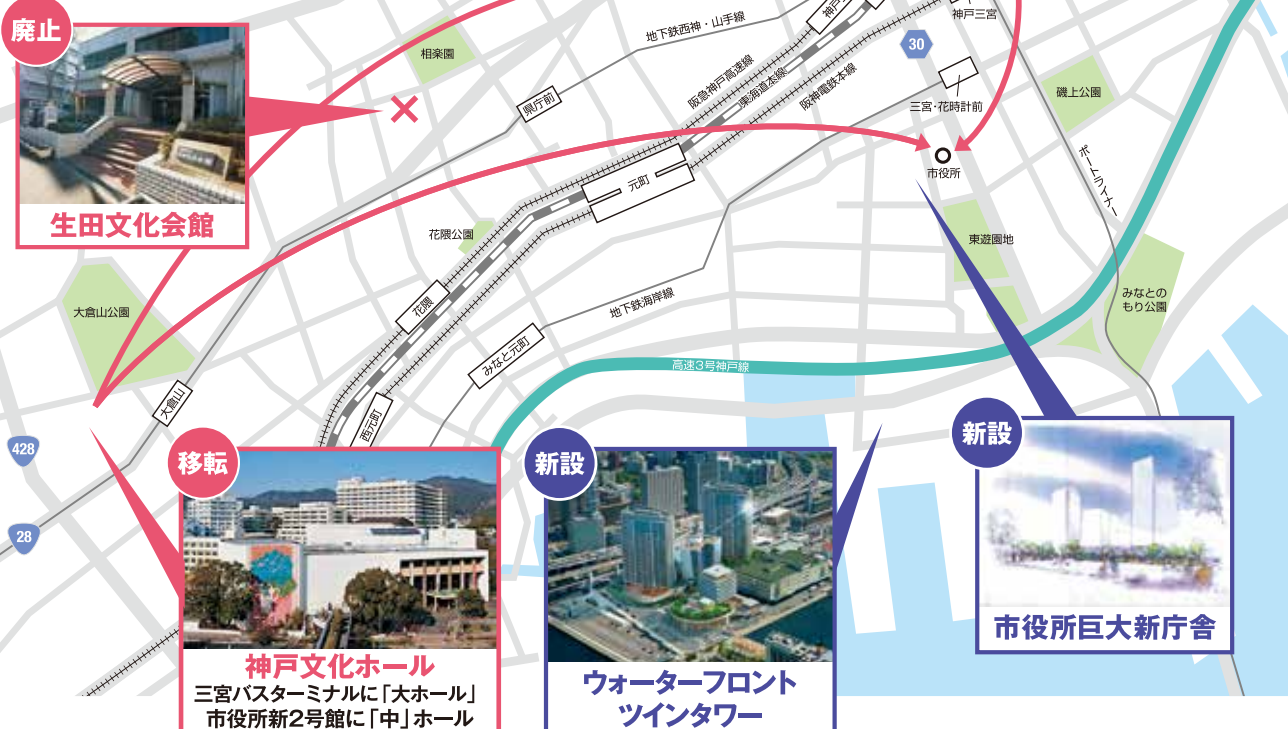 廃止
生田文化会館
相楽園
地下鉄西神・山手線
神戸三宮
30
県庁前
阪急神戸高速線
東海道本線
阪神電鉄本線
三宮・花時計前
磯上公園
市役所
ポートライナー
元町
花隈公園
東遊園地
みなとの
もり公園
大倉山公園
花隈
地下鉄海岸線
みなと元町
高速3号神戸線
大倉山
西元町
428
28
移転
神戸文化ホール
三宮バスターミナルに「大ホール」
市役所新2号館に「中」ホール
新設
ウォーターフロント
ツインタワー
新設
市役所巨大新庁舎